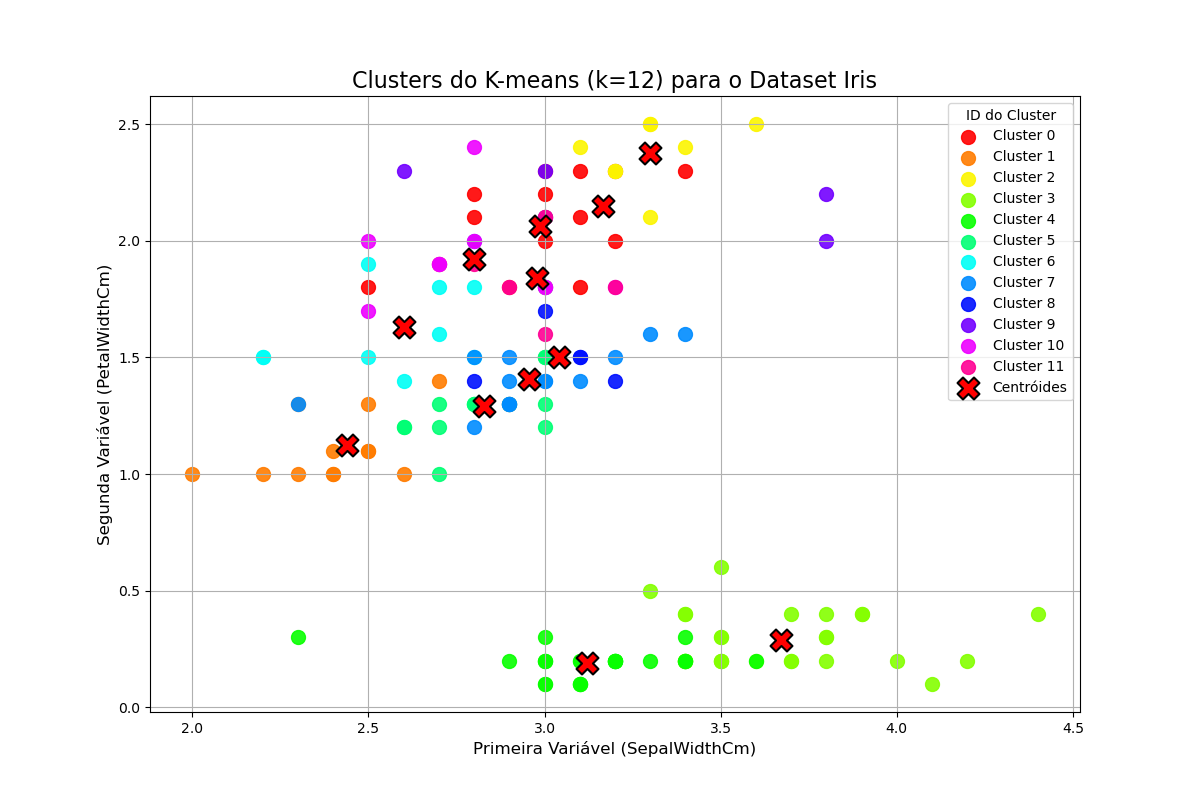 Clusters do K-means (k=12) para o Dataset Iris
ID do Cluster
Cluster 0
Cluster 1
Cluster 2
Cluster 3
Cluster 4
Cluster 5
Cluster 6
Cluster 7
Cluster 8
Cluster 9
Cluster 10
Cluster 11
Centróides
Segunda Variável (PetalWidthCm)
2.5
2.0
1.5
1.0
0.5
0.0
2.0 2.5 3.0 3.5 4.0 4.5
Primeira Variável (SepalWidthCm)